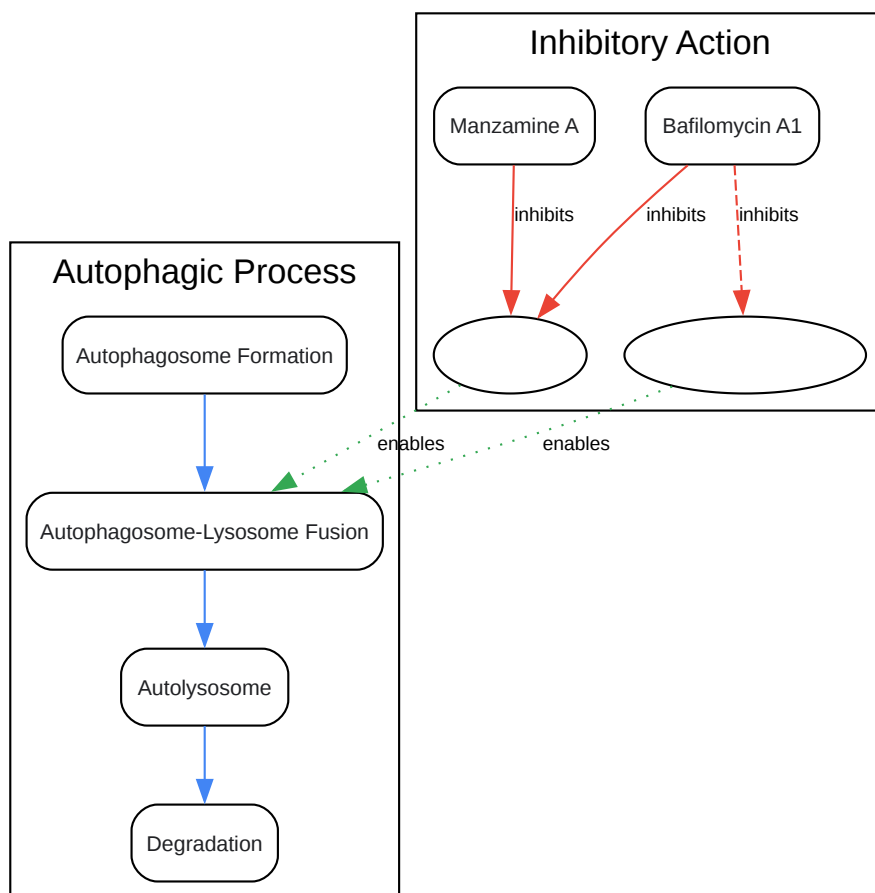 Inhibitory Action
Manzamine A
Bafilomycin A1
inhibits
inhibits
inhibits
Autophagic Process
Autophagosome Formation
enables
enables
Autophagosome-Lysosome Fusion
Autolysosome
Degradation